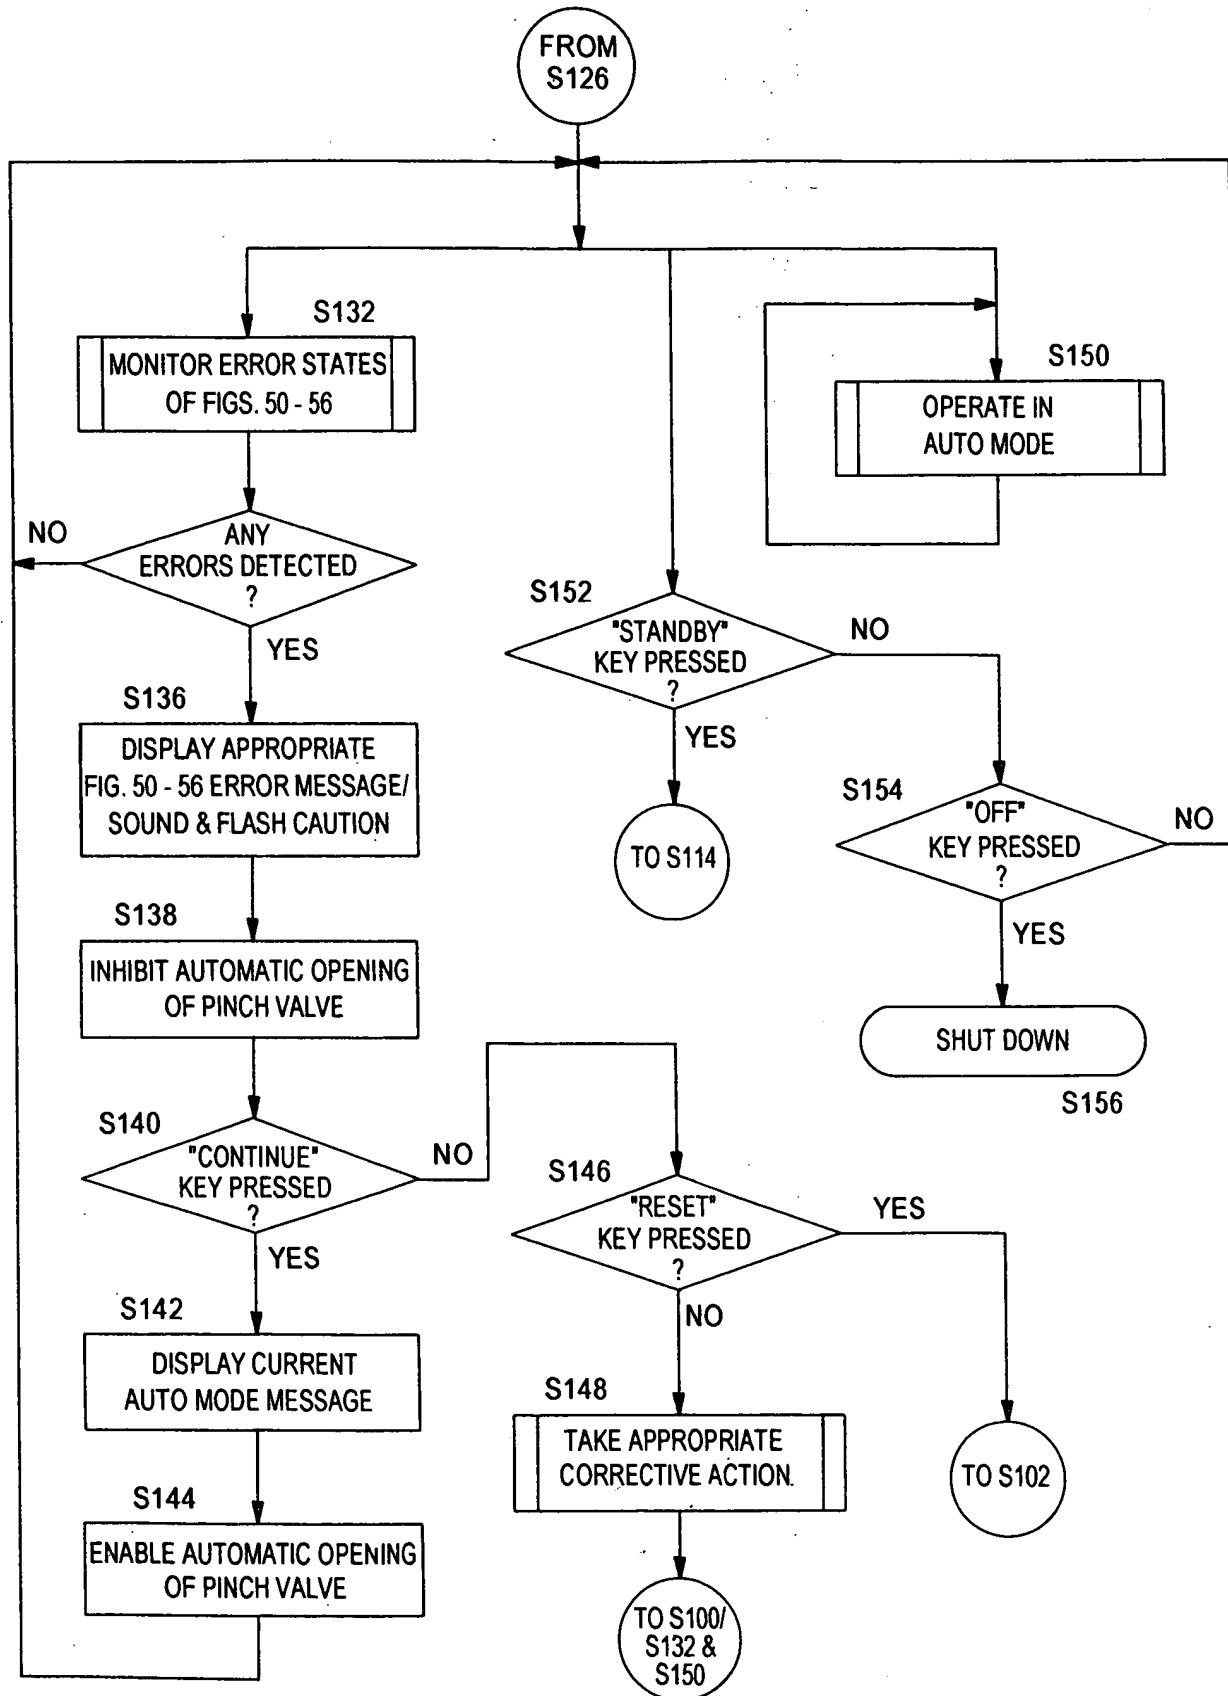 FROM
S126
S132
MONITOR ERROR STATES
OF FIGS. 50 - 56
S150
OPERATE IN
AUTO MODE
NO
ANY
ERRORS DETECTED
?
YES
S152
"STANDBY"
KEY PRESSED
?
NO
YES
S136
DISPLAY APPROPRIATE
FIG. 50 - 56 ERROR MESSAGE/
SOUND & FLASH CAUTION
TO S114
S154
"OFF"
KEY PRESSED
?
NO
YES
S138
INHIBIT AUTOMATIC OPENING
OF PINCH VALVE
SHUT DOWN
S156
S140
"CONTINUE"
KEY PRESSED
?
NO
YES
S146
"RESET"
KEY PRESSED
?
YES
NO
S142
DISPLAY CURRENT
AUTO MODE MESSAGE
S148
TAKE APPROPRIATE
CORRECTIVE ACTION.
TO S102
S144
ENABLE AUTOMATIC OPENING
OF PINCH VALVE
TO S100/
S132 &
S150